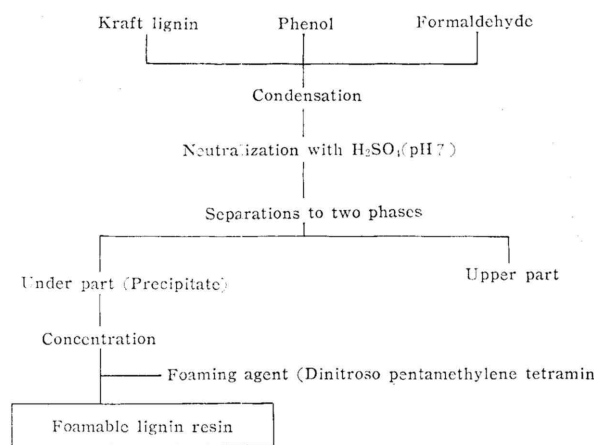 Kraft lignin Phenol Formaldehyde
Condensation
Neutralization with H₂SO₄(pH 7)
Separations to two phases
Under part (Precipitate)
Upper part
Concentration
Foaming agent (Dinitroso pentamethylene tetramin
Foamable lignin resin